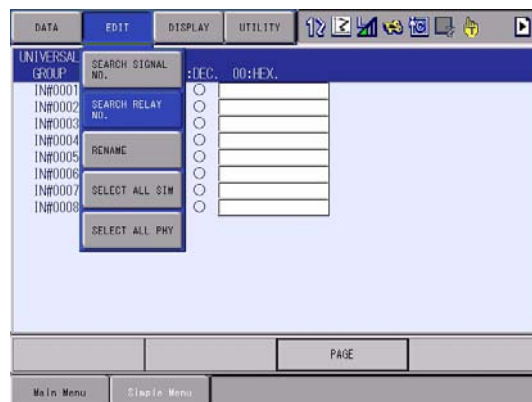 DATA
EDIT
DISPLAY
UTILITY
UNIVERSAL
GROUP
:DEC. 00:HEX.
SEARCH SIGNAL
NO.
SEARCH RELAY
NO.
RENAME
SELECT ALL SIM
SELECT ALL PHY
IN#0001
IN#0002
IN#0003
IN#0004
IN#0005
IN#0006
IN#0007
IN#0008
PAGE
Main Menu
Simple Menu